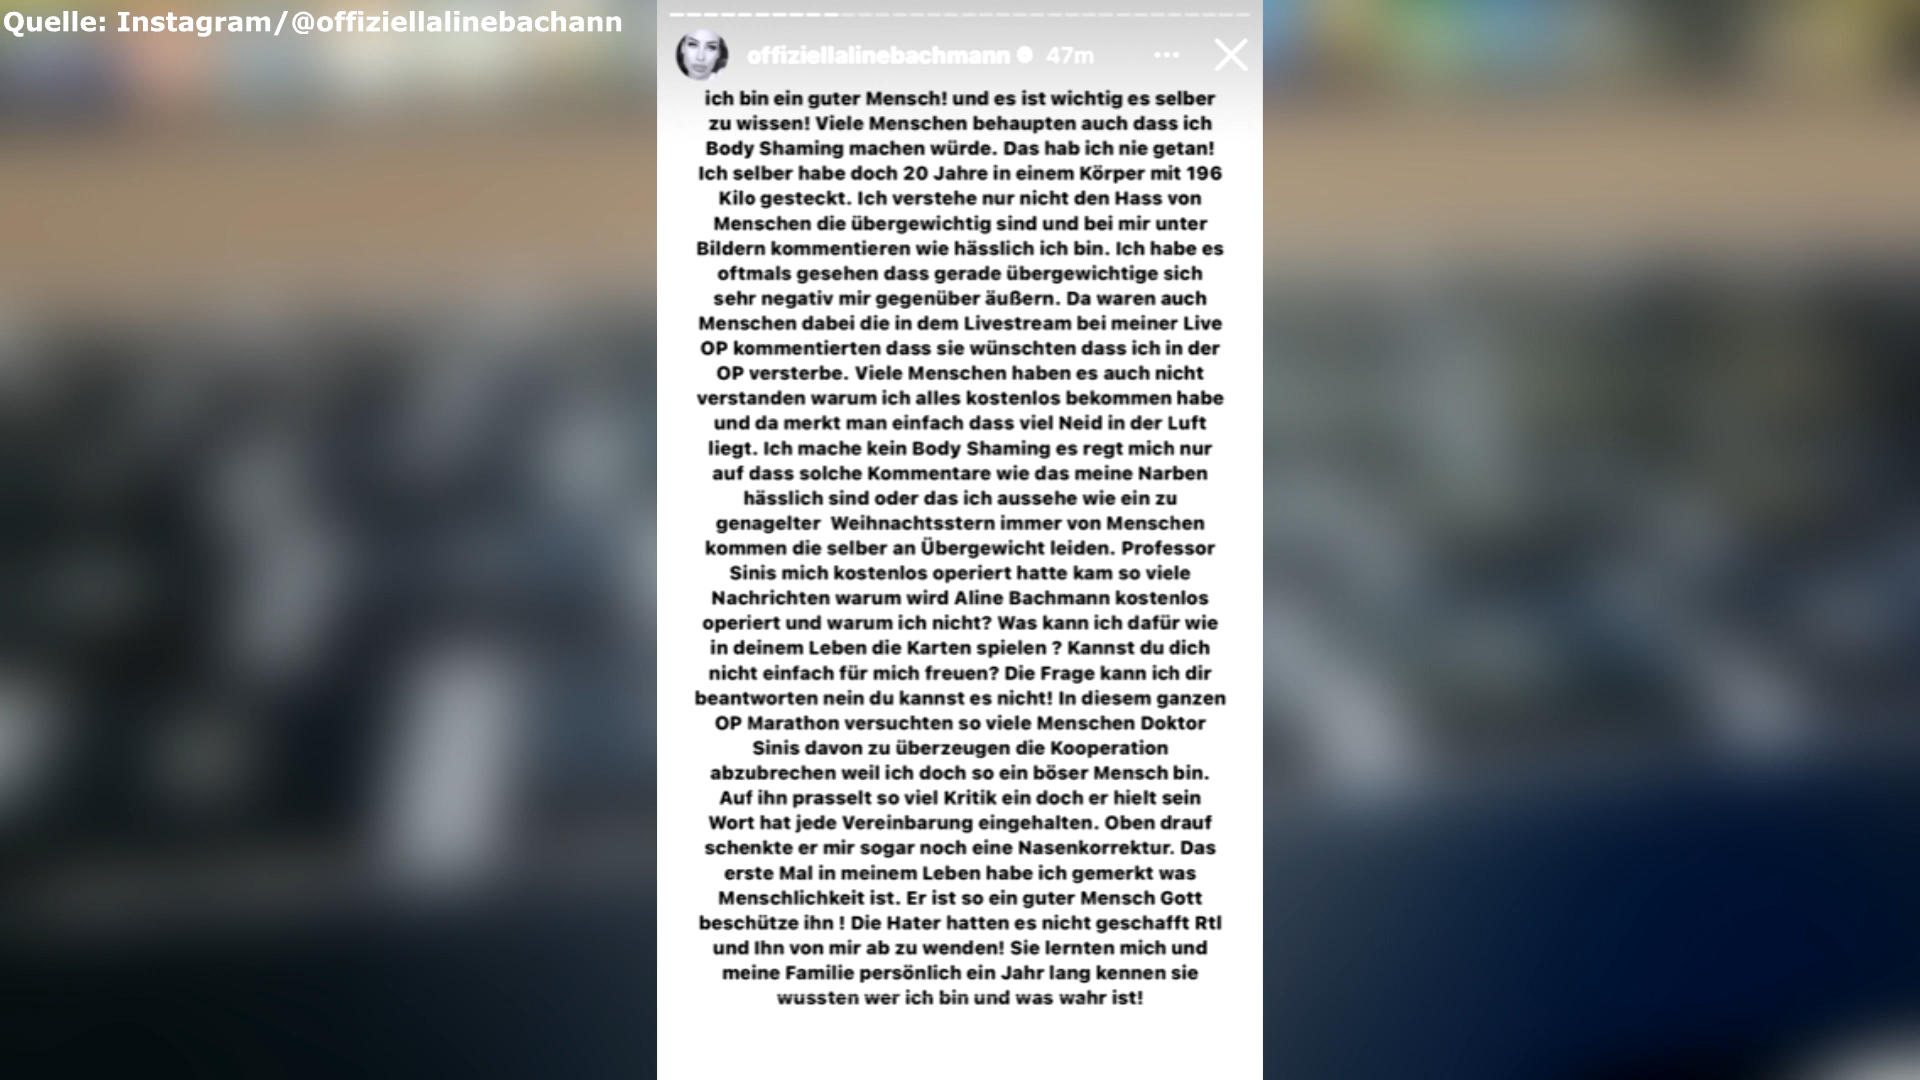 Quelle: Instagram/@offiziellalinebachann
offiziellalinebachmann 47m
ich bin ein guter Mensch! und es ist wichtig es selber
zu wissen! Viele Menschen behaupten auch dass ich
Body Shaming machen würde. Das hab ich nie getan!
Ich selber habe doch 20 Jahre in einem Körper mit 196
Kilo gesteckt. Ich verstehe nur nicht den Hass von
Menschen die übergewichtig sind und bei mir unter
Bildern kommentieren wie hässlich ich bin. Ich habe es
oftmals gesehen dass gerade übergewichtige sich
sehr negativ mir gegenüber äußern. Da waren auch
Menschen dabei die in dem Livestream bei meiner Live
OP kommentierten dass sie wünschten dass ich in der
OP versterbe. Viele Menschen haben es auch nicht
verstanden warum ich alles kostenlos bekommen habe
und da merkt man einfach dass viel Neid in der Luft
liegt. Ich mache kein Body Shaming es regt mich nur
auf dass solche Kommentare wie das meine Narben
hässlich sind oder das ich aussehe wie ein zu
genagelter Weihnachtsstern immer von Menschen
kommen die selber an Übergewicht leiden. Professor
Sinis mich kostenlos operiert hatte kam so viele
Nachrichten warum wird Aline Bachmann kostenlos
operiert und warum ich nicht? Was kann ich dafür wie
in deinem Leben die Karten spielen ? Kannst du dich
nicht einfach für mich freuen? Die Frage kann ich dir
beantworten nein du kannst es nicht! In diesem ganzen
OP Marathon versuchten so viele Menschen Doktor
Sinis davon zu überzeugen die Kooperation
abzubrechen weil ich doch so ein böser Mensch bin.
Auf ihn prasselt so viel Kritik ein doch er hielt sein
Wort hat jede Vereinbarung eingehalten. Oben drauf
schenkte er mir sogar noch eine Nasenkorrektur. Das
erste Mal in meinem Leben habe ich gemerkt was
Menschlichkeit ist. Er ist so ein guter Mensch Gott
beschütze ihn ! Die Hater hatten es nicht geschafft Rtl
und Ihn von mir ab zu wenden! Sie lernten mich und
meine Familie persönlich ein Jahr lang kennen sie
wussten wer ich bin und was wahr ist!